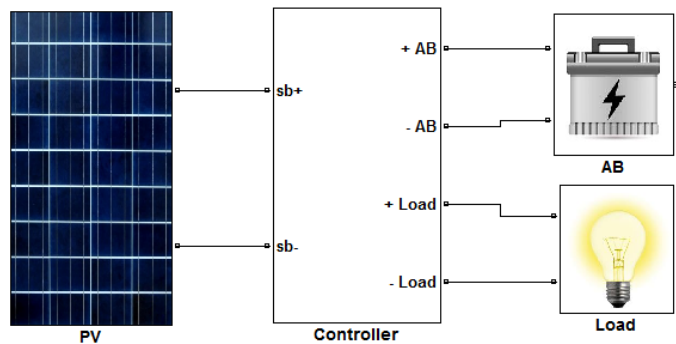 sb+
sb-
+ AB
- AB
+ Load
- Load
PV
Controller
AB
Load